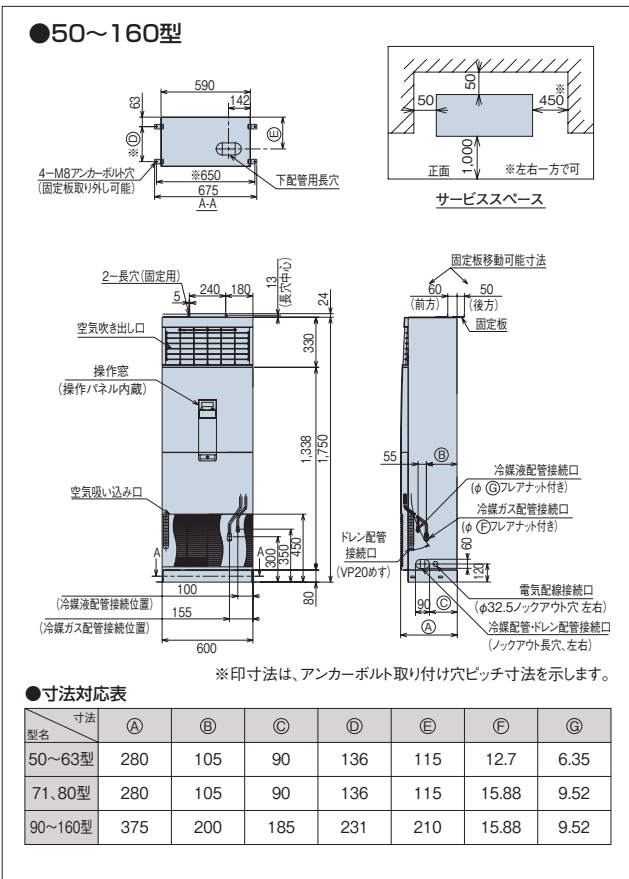 ●50～160型
590
142
63
※Ⓓ
Ⓔ
4－M8アンカーボルト穴
(固定板取り外し可能)
※650
675
A-A
下配管用長穴
50
50
450
※
1,000
正面
※左右一方で可
サービススペース
2－長穴(固定用)
240
180
5
13
(長穴中心)
24
空気吹き出し口
330
操作窓
(操作パネル内蔵)
1,338
1,750
空気吸い込み口
A
A
300
350
450
100
(冷媒液配管接続位置)
80
155
(冷媒ガス配管接続位置)
600
固定板移動可能寸法
60
(前方)
50
(後方)
固定板
55
Ⓑ
冷媒液配管接続口
(φ Ⓖフレアナット付き)
冷媒ガス配管接続口
(φ Ⓕフレアナット付き)
ドレン配管
接続口
(VP20めす)
60
120
90
Ⓒ
Ⓐ
電気配線接続口
(φ32.5ノックアウト穴 左右)
冷媒配管・ドレン配管接続口
(ノックアウト長穴、左右)
※印寸法は、アンカーボルト取り付け穴ピッチ寸法を示します。
●寸法対応表
寸法
型名
Ⓐ Ⓑ Ⓒ Ⓓ Ⓔ Ⓕ Ⓖ
50～63型 280 105 90 136 115 12.7 6.35
71、80型 280 105 90 136 115 15.88 9.52
90～160型 375 200 185 231 210 15.88 9.52